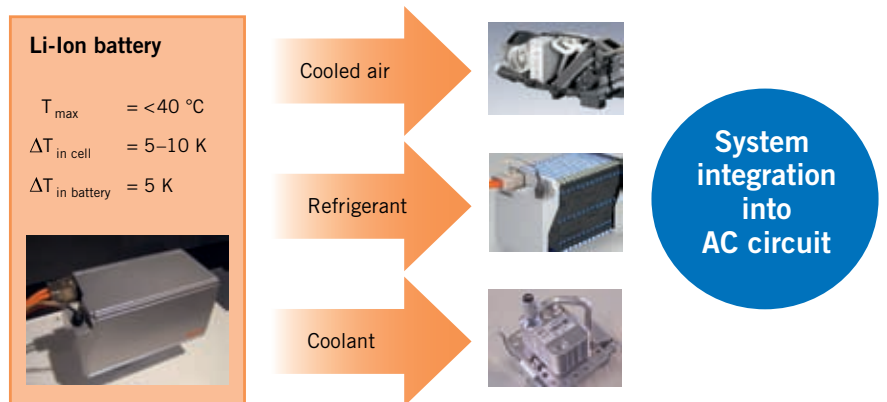 Li-Ion battery
T max = <40 °C
ΔT in cell = 5–10 K
ΔT in battery = 5 K
Cooled air
Refrigerant
Coolant
System
integration
into
AC circuit